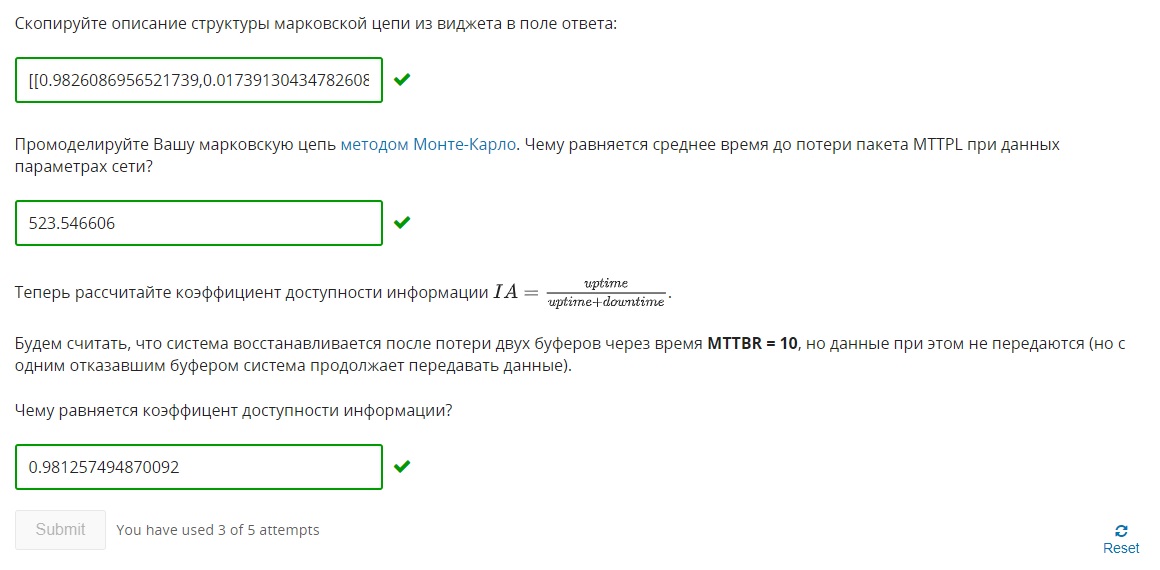 Скопируйте описание структуры марковской цепи из виджета в поле ответа:
[[0.9826086956521739,0.01739130434782608
Промоделируйте Вашу марковскую цепь методом Монте-Карло. Чему равняется среднее время до потери пакета MTTPL при данных
параметрах сети?
523.546606
Теперь рассчитайте коэффициент доступности информации IA = uptime / uptime+downtime.
Будем считать, что система восстанавливается после потери двух буферов через время MTTBR = 10, но данные при этом не передаются (но с
одним отказавшим буфером система продолжает передавать данные).
Чему равняется коэффицент доступности информации?
0.981257494870092
Submit You have used 3 of 5 attempts
Reset